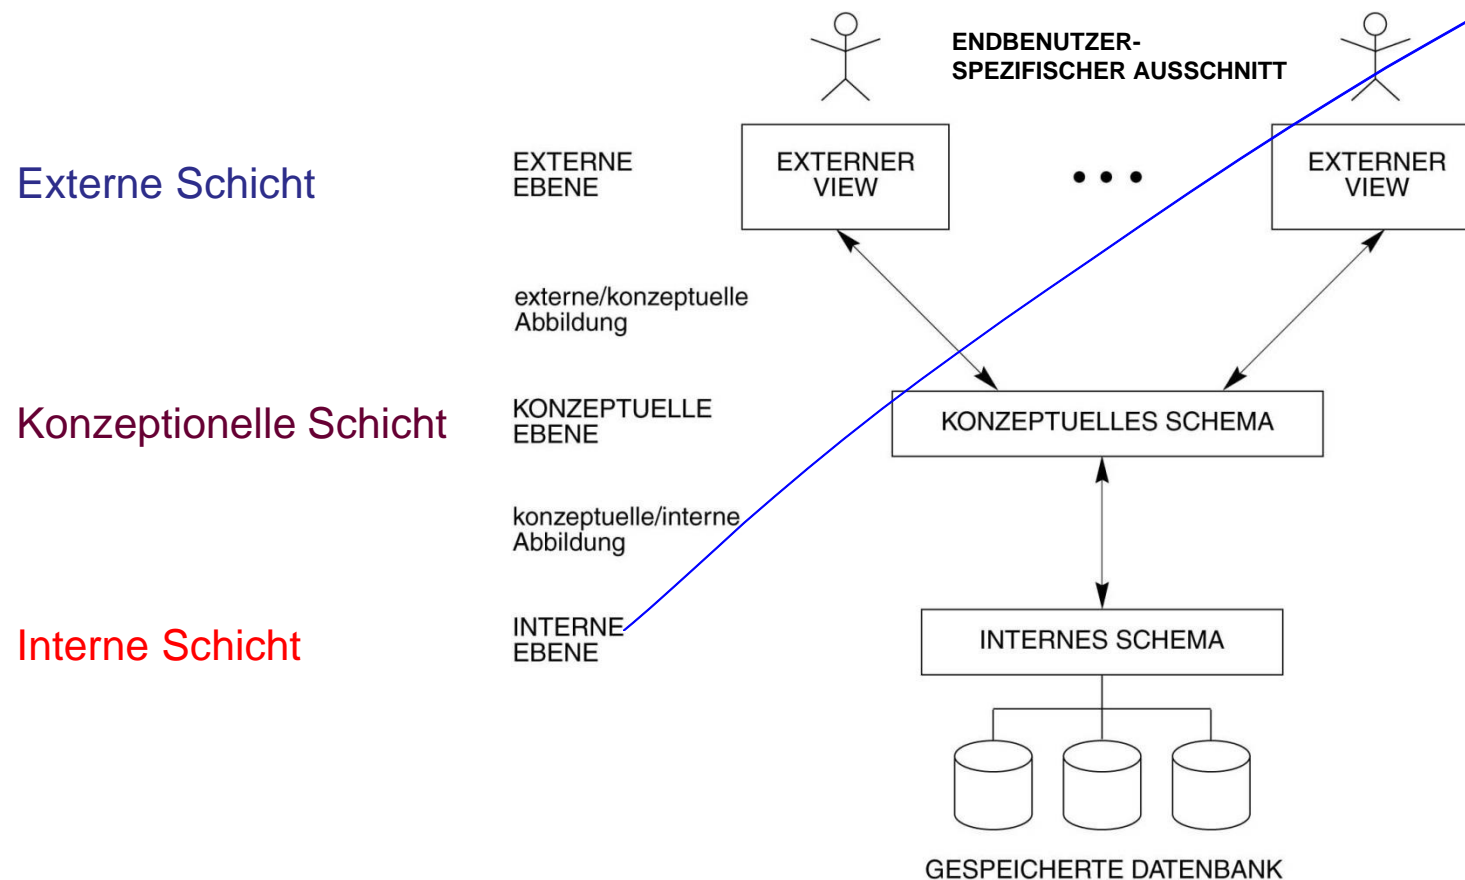 ENDBENUTZER-
SPEZIFISCHER AUSSCHNITT
Externe Schicht
EXTERNE
EBENE
EXTERNER
VIEW
EXTERNER
VIEW
externe/konzeptuelle
Abbildung
Konzeptionelle Schicht
KONZEPTUELLE
EBENE
KONZEPTUELLES SCHEMA
konzeptuelle/interne
Abbildung
Interne Schicht
INTERNE
EBENE
INTERNES SCHEMA
GESPEICHERTE DATENBANK